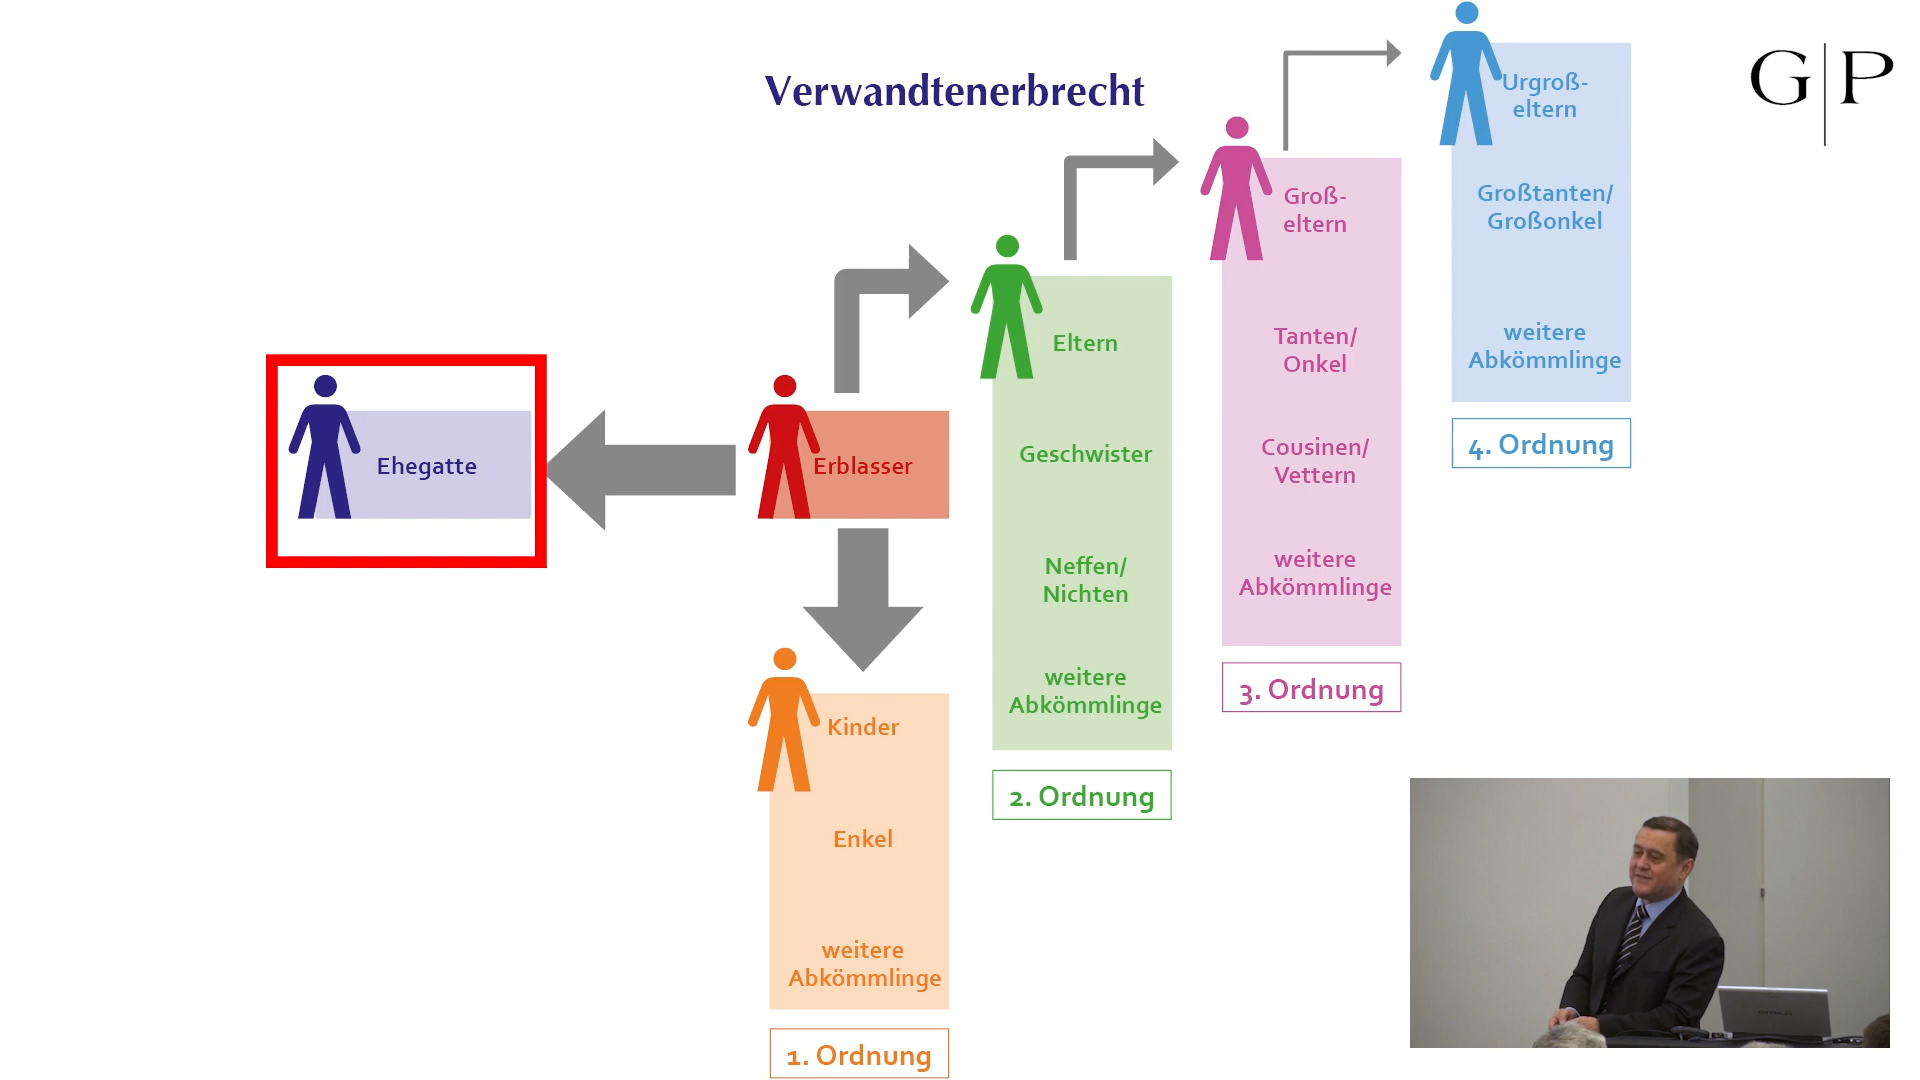 Verwandtenerbrecht
G|P
Ehegatte
Erblasser
Kinder
Enkel
weitere
Abkömmlinge
1. Ordnung
Eltern
Geschwister
Neffen/
Nichten
weitere
Abkömmlinge
2. Ordnung
Groß-
eltern
Tanten/
Onkel
Cousinen/
Vettern
weitere
Abkömmlinge
3. Ordnung
Urgroß-
eltern
Großtanten/
Großonkel
weitere
Abkömmlinge
4. Ordnung